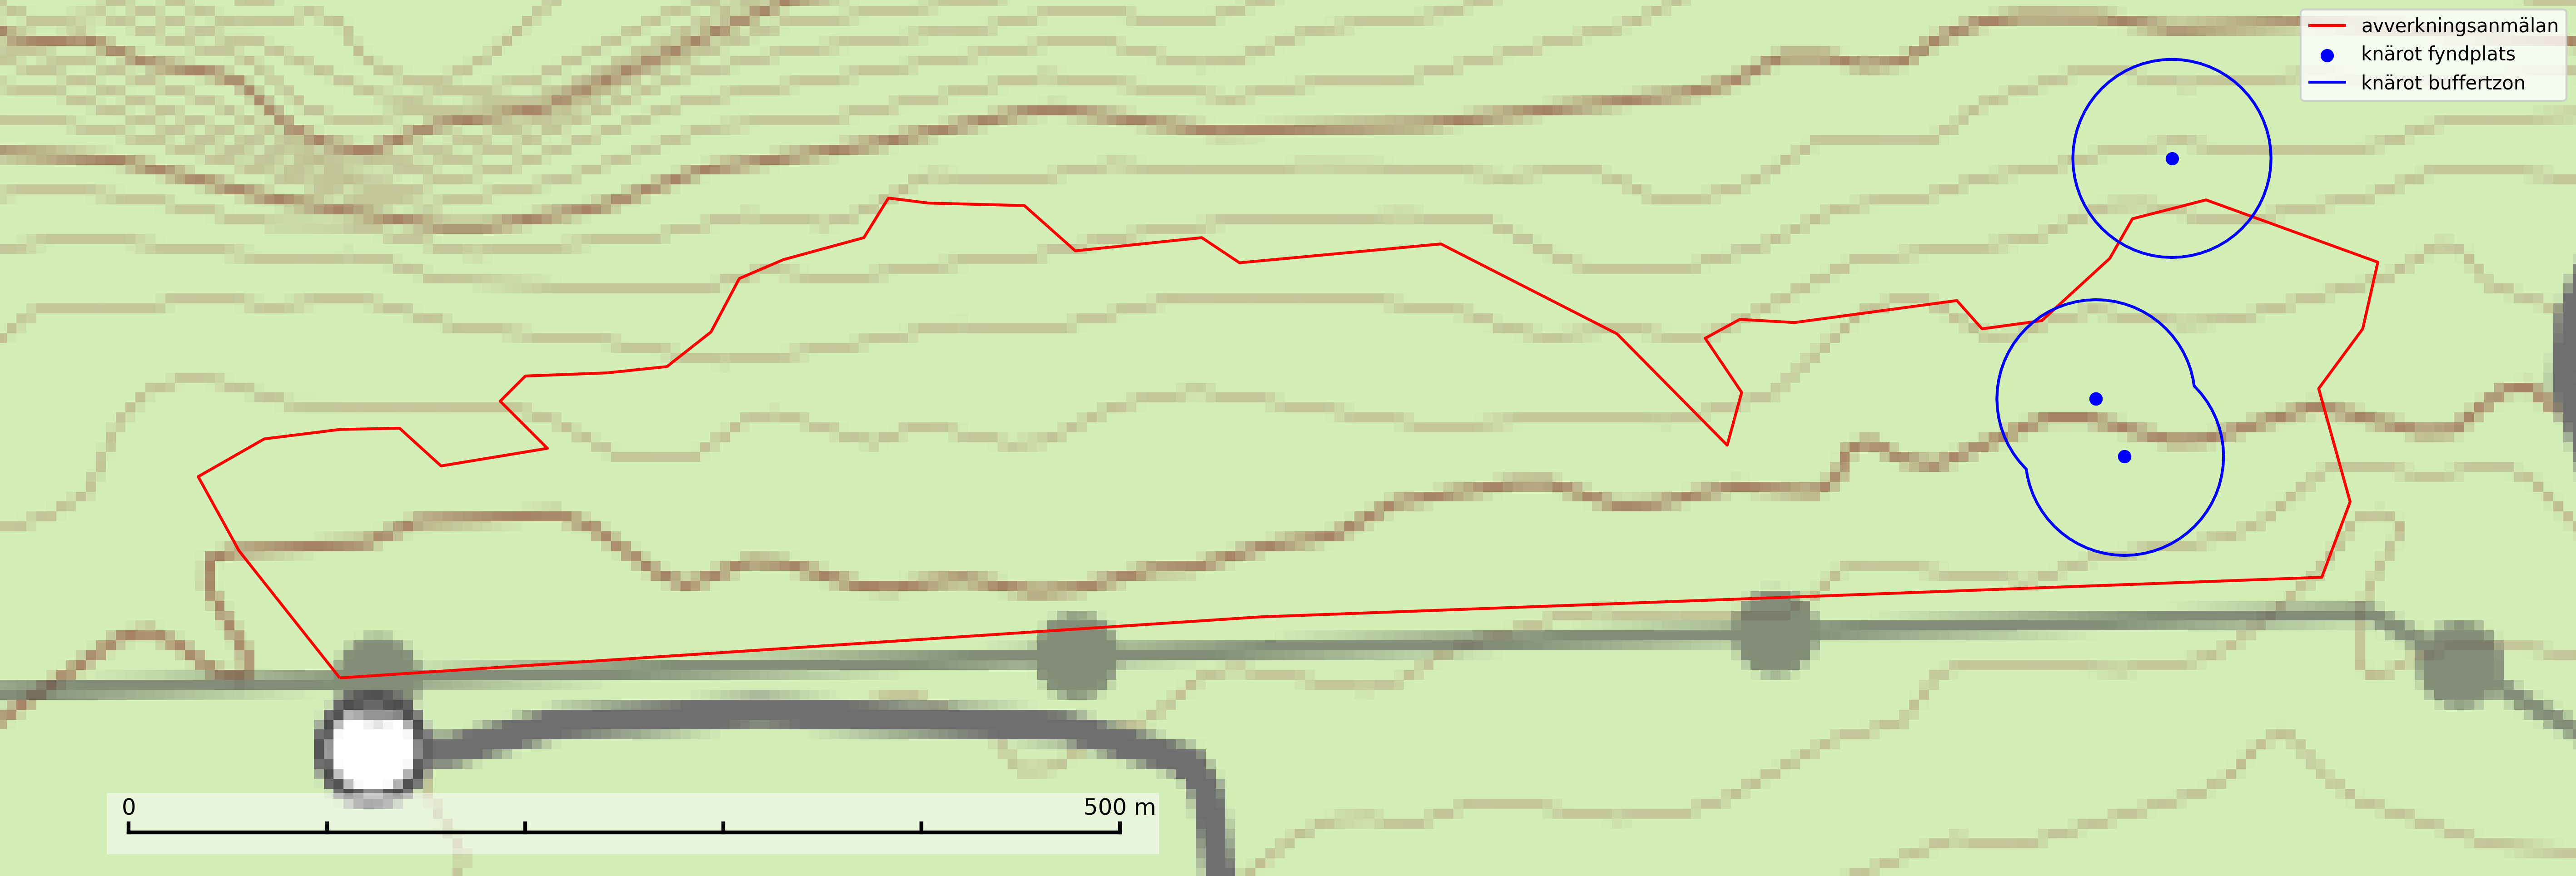 avverkningsanmälan
knärot fyndplats
knärot buffertzon
0 500 m